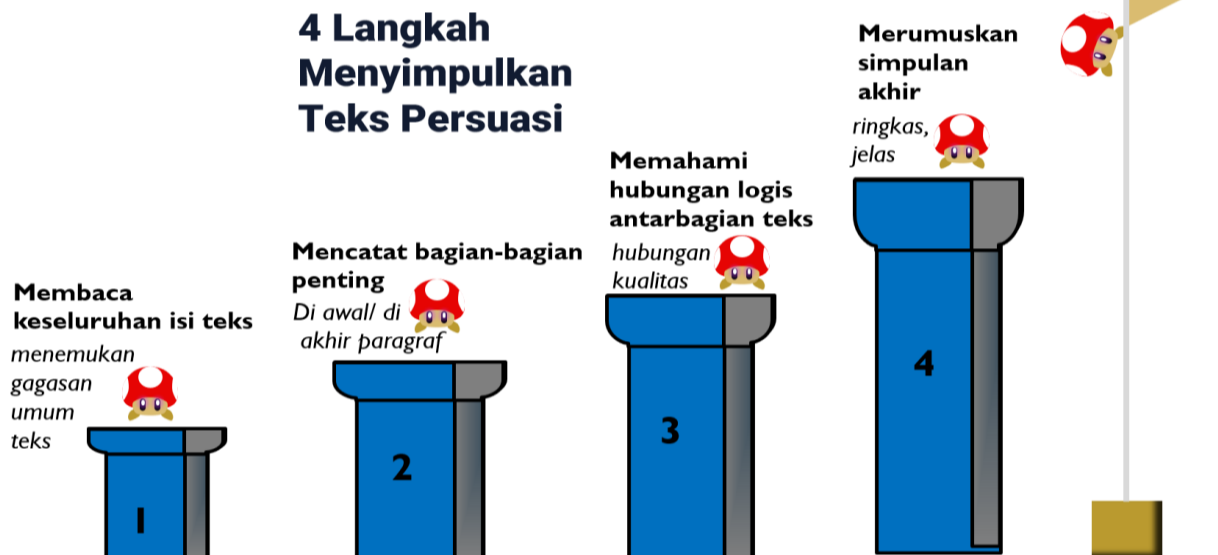 4 Langkah
Menyimpulkan
Teks Persuasi
Membaca
keseluruhan isi teks
menemukan
gagasan
umum
teks
1
Mencatat bagian-bagian
penting
Di awal/ di
akhir paragraf
2
Memahami
hubungan logis
antarbagian teks
hubungan
kualitas
3
Merumuskan
simpulan
akhir
ringkas,
jelas
4